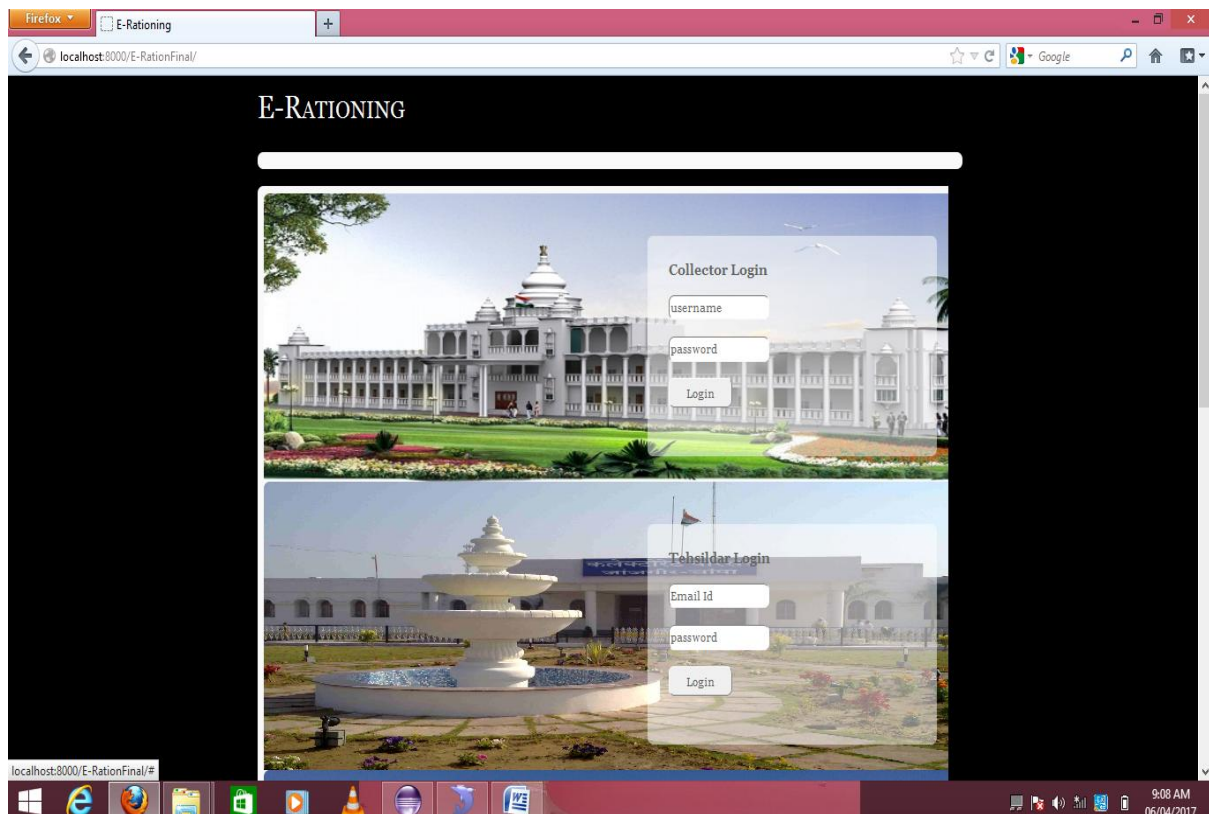 Firefox
E-Rationing
+
localhost:8000/E-RationFinal/
Google
E-Rationing
Collector Login
username
password
Login
Tehsildar Login
Email Id
password
Login
localhost:8000/E-RationFinal/#
9:08 AM
06/04/2017